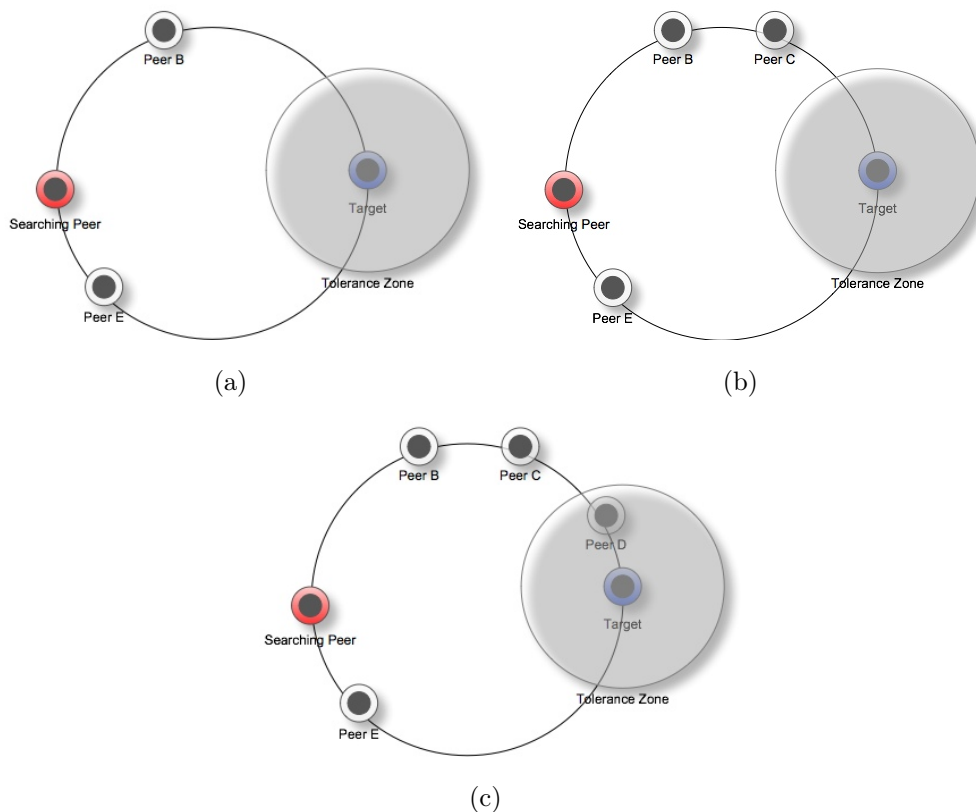 Peer B
Searching Peer
Target
Peer E
Tolerance Zone
(a)
Peer B
Peer C
Searching Peer
Target
Peer E
Tolerance Zone
(b)
Peer B
Peer C
Peer D
Searching Peer
Target
Peer E
Tolerance Zone
(c)